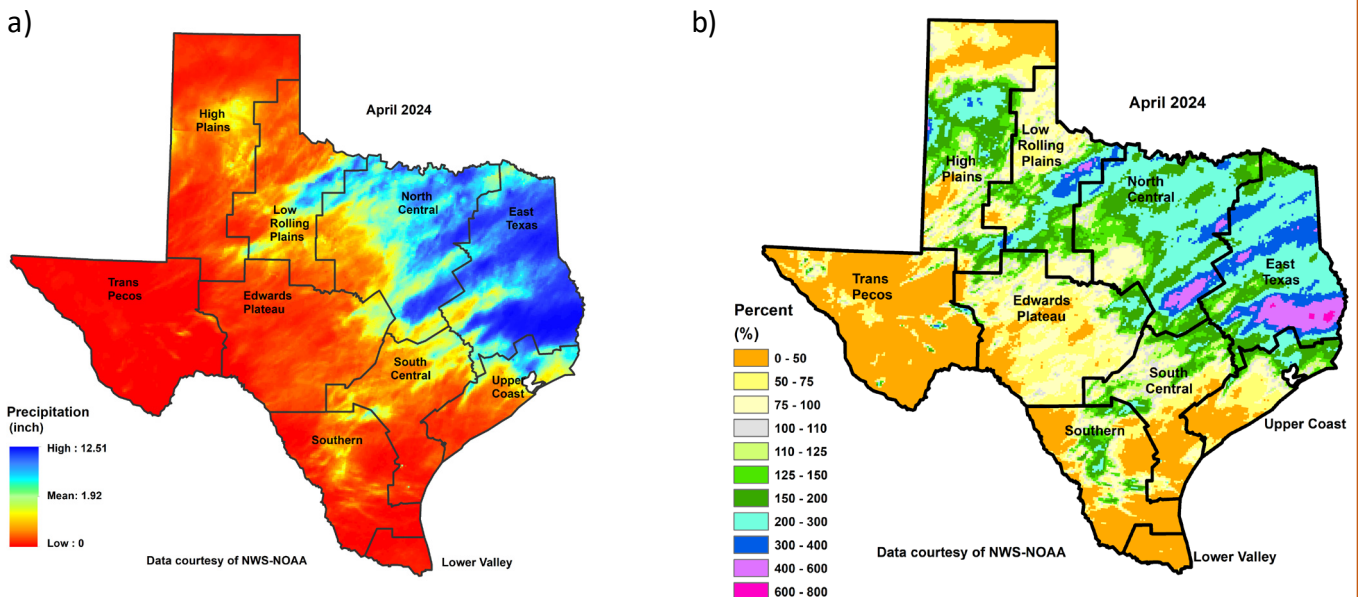 a)
April 2024
High
Plains
Low
Rolling
Plains
North
Central
East
Texas
Trans
Pecos
Edwards
Plateau
South
Central
Upper
Coast
Southern
Lower Valley
Precipitation
(inch)
High : 12.51
Mean: 1.92
Low : 0
Data courtesy of NWS-NOAA
b)
April 2024
Low
Rolling
Plains
High
Plains
North
Central
East
Texas
Trans
Pecos
Edwards
Plateau
South
Central
Upper Coast
Southern
Lower Valley
Percent
(%)
0 - 50
50 - 75
75 - 100
100 - 110
110 - 125
125 - 150
150 - 200
200 - 300
300 - 400
400 - 600
600 - 800
Data courtesy of NWS-NOAA